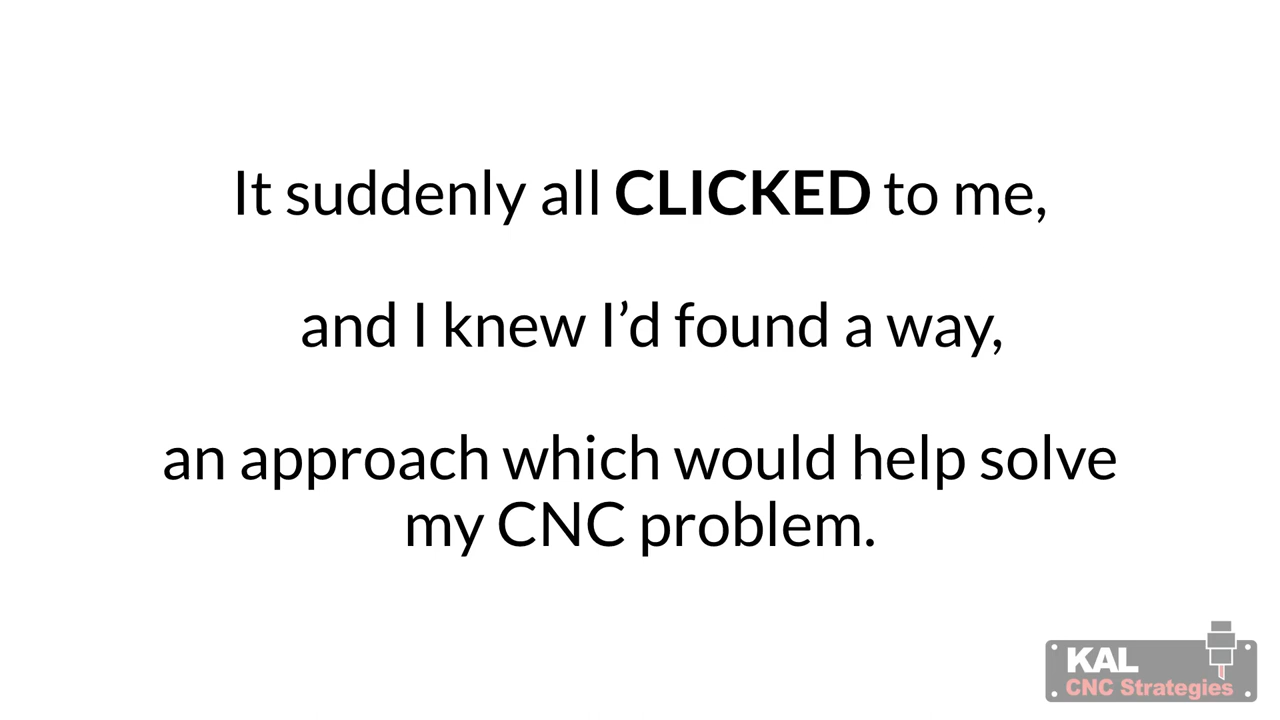 It suddenly all CLICKED to me,
and I knew I’d found a way,
an approach which would help solve
my CNC problem.
KAL
CNC Strategies